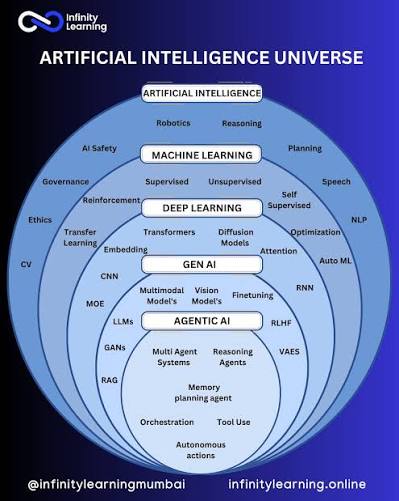 Infinity
Learning
ARTIFICIAL INTELLIGENCE UNIVERSE
ARTIFICIAL INTELLIGENCE
Robotics
Reasoning
AI Safety
Planning
MACHINE LEARNING
Governance
Supervised
Unsupervised
Speech
Reinforcement
Self
Supervised
DEEP LEARNING
Ethics
NLP
Transfer
Learning
Transformers
Diffusion
Models
Optimization
Embedding
Attention
CV
Auto ML
GEN AI
CNN
Multimodal
Model's
Vision
Model's
Finetuning
RNN
MOE
LLMs
AGENTIC AI
RLHF
GANs
Multi Agent
Systems
Reasoning
Agents
VAES
RAG
Memory
planning agent
Orchestration
Tool Use
Autonomous
actions
@infinitylearningmumbai
infinitylearning.online